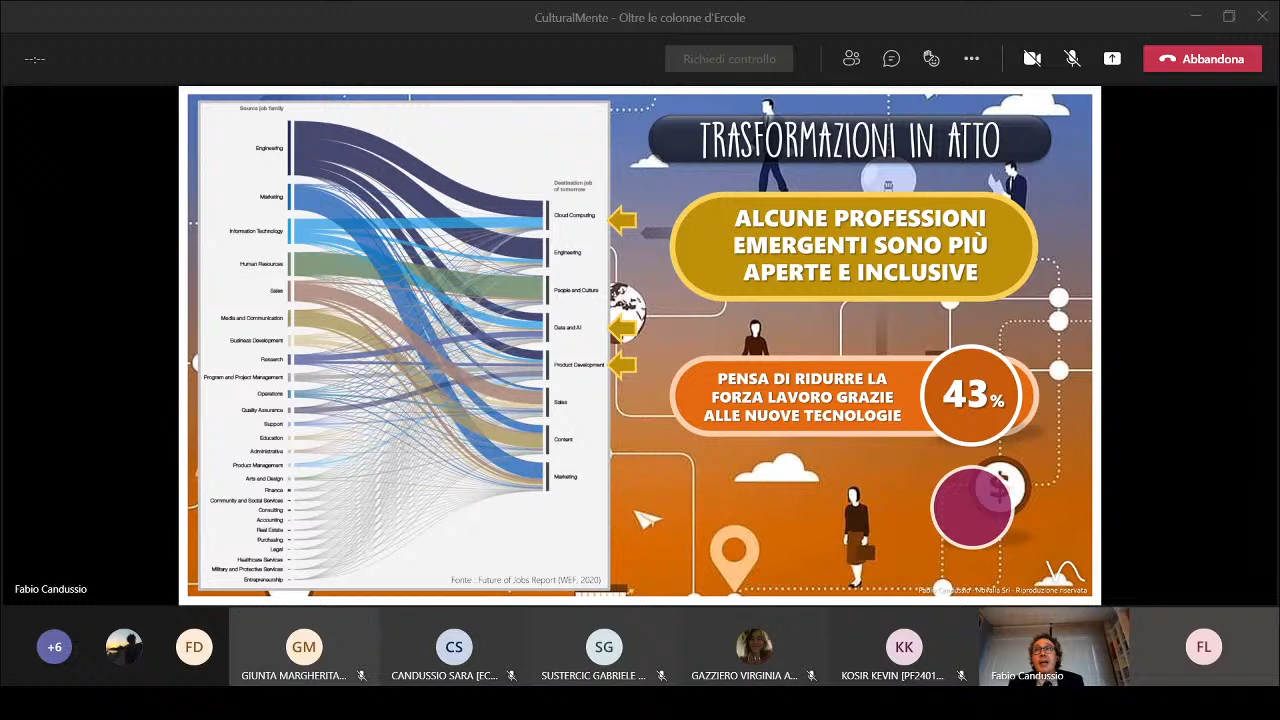 CulturalMente - Oltre le colonne d'Ercole
--:--
Richiedi controllo
Abbandona
Source job family
Engineering
Marketing
Information Technology
Human Resources
Sales
Media and Communication
Business Development
Research
Program and Project Management
Operations
Quality Assurance
Support
Education
Administrative
Product Management
Arts and Design
Finance
Community and Social Services
Consulting
Accounting
Real Estate
Purchasing
Legal
Healthcare Services
Military and Protective Services
Entrepreneurship
Destination job
of tomorrow
Cloud Computing
Engineering
People and Culture
Data and AI
Product Development
Sales
Content
Marketing
Fonte : Future of Jobs Report (WEF, 2020)
TRASFORMAZIONI IN ATTO
ALCUNE PROFESSIONI
EMERGENTI SONO PIÙ
APERTE E INCLUSIVE
PENSA DI RIDURRE LA
FORZA LAVORO GRAZIE
ALLE NUOVE TECNOLOGIE
43%
$
Fabio Candussio - Novalia Srl - Riproduzione riservata
Fabio Candussio
+6
FD
GM
GIUNTA MARGHERITA...
CS
CANDUSSIO SARA [EC...
SG
SUSTERCIC GABRIELE ...
GAZZIERO VIRGINIA A...
KK
KOSIR KEVIN [PF2401...
Fabio Candussio
FL